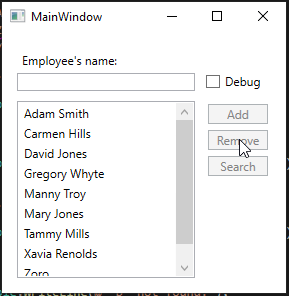 MainWindow
Employee's name:
Debug
Adam Smith
Carmen Hills
David Jones
Gregory Whyte
Manny Troy
Mary Jones
Tammy Mills
Xavia Renolds
Zoro
Add
Remove
Search